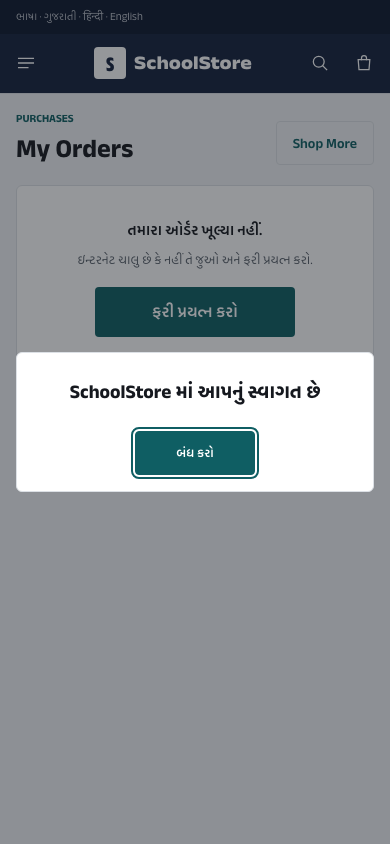 ભાષા · ગુજરાતી · हिन्दी · English
S SchoolStore
PURCHASES
My Orders
Shop More
તમારા ઓર્ડર ખૂલ્યા નહીં.
ઇન્ટરનેટ ચાલુ છે કે નહીં તે જુઓ અને ફરી પ્રયત્ન કરો.
ફરી પ્રયત્ન કરો
SchoolStore માં આપનું સ્વાગત છે
બંધ કરો